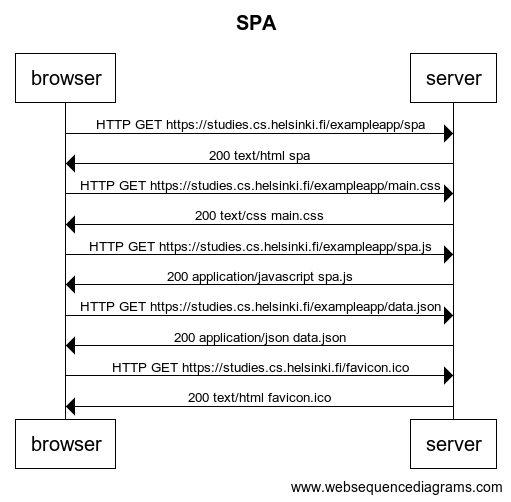 SPA
browser server
HTTP GET https://studies.cs.helsinki.fi/exampleapp/spa
200 text/html spa
HTTP GET https://studies.cs.helsinki.fi/exampleapp/main.css
200 text/css main.css
HTTP GET https://studies.cs.helsinki.fi/exampleapp/spa.js
200 application/javascript spa.js
HTTP GET https://studies.cs.helsinki.fi/exampleapp/data.json
200 application/json data.json
HTTP GET https://studies.cs.helsinki.fi/favicon.ico
200 text/html favicon.ico
browser server
www.websequencediagrams.com